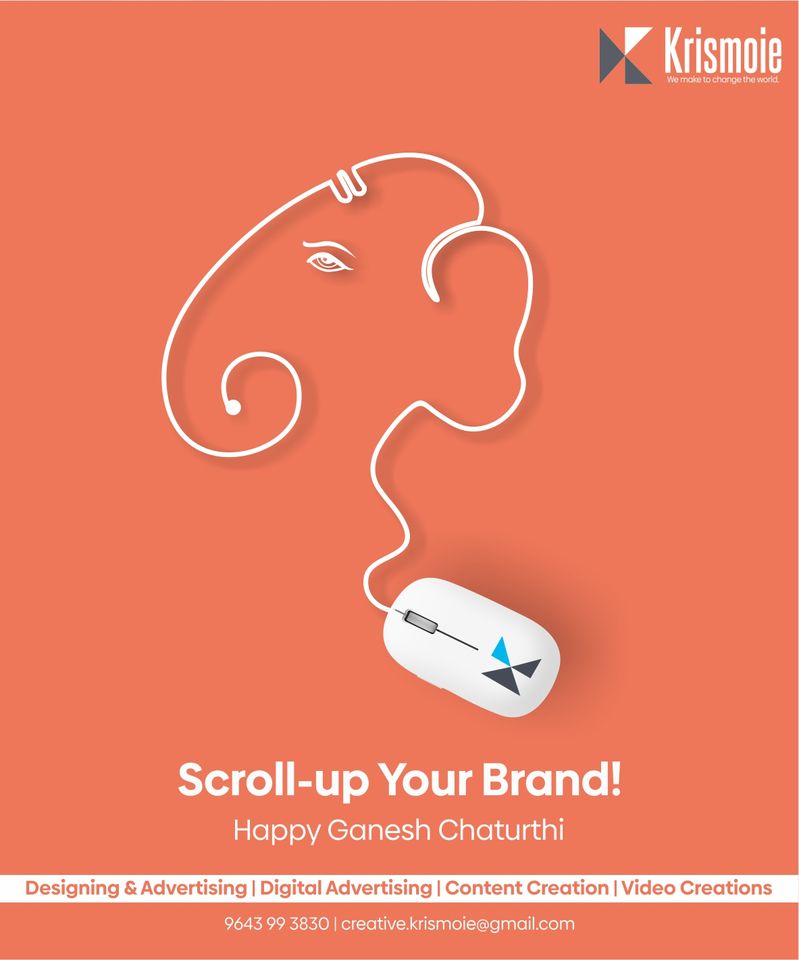 Krismoie
We make to change the world.
Scroll-up Your Brand!
Happy Ganesh Chaturthi
Designing & Advertising | Digital Advertising | Content Creation | Video Creations
9643 99 3830 | creative.krismoie@gmail.com